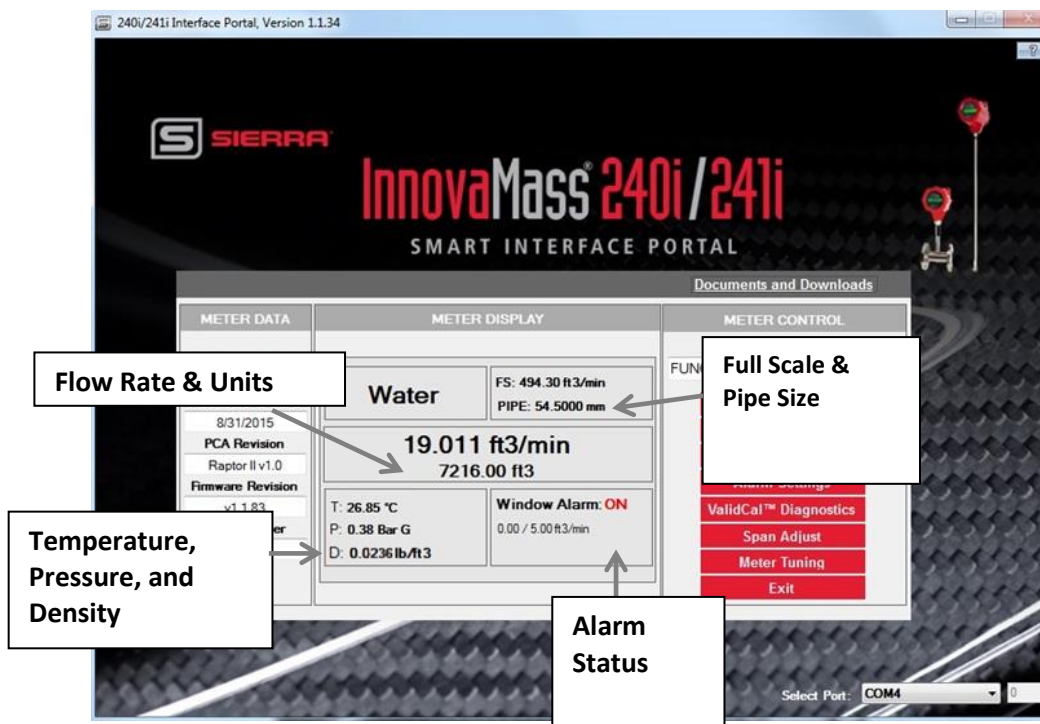 240i/241i Interface Portal, Version 1.1.34
S SIERRA
InnovaMass® 240i/241i
SMART INTERFACE PORTAL
Documents and Downloads
METER DATA
METER DISPLAY
METER CONTROL
Flow Rate & Units
Water
FS: 494.30 ft3/min
PIPE: 54.5000 mm
Full Scale &
Pipe Size
8/31/2015
PCA Revision
Raptor II v1.0
Firmware Revision
v1.1.83
19.011 ft3/min
7216.00 ft3
Alarm Settings
ValidCal™ Diagnostics
Span Adjust
Meter Tuning
Exit
Temperature,
Pressure, and
Density
T: 26.85 °C
P: 0.38 Bar G
D: 0.0236 lb/ft3
Window Alarm: ON
0.00 / 5.00 ft3/min
Alarm
Status
Select Port: COM4
0